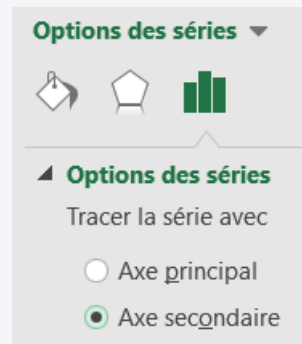 Options des séries
Options des séries
Tracer la série avec
Axe principal
Axe secondaire